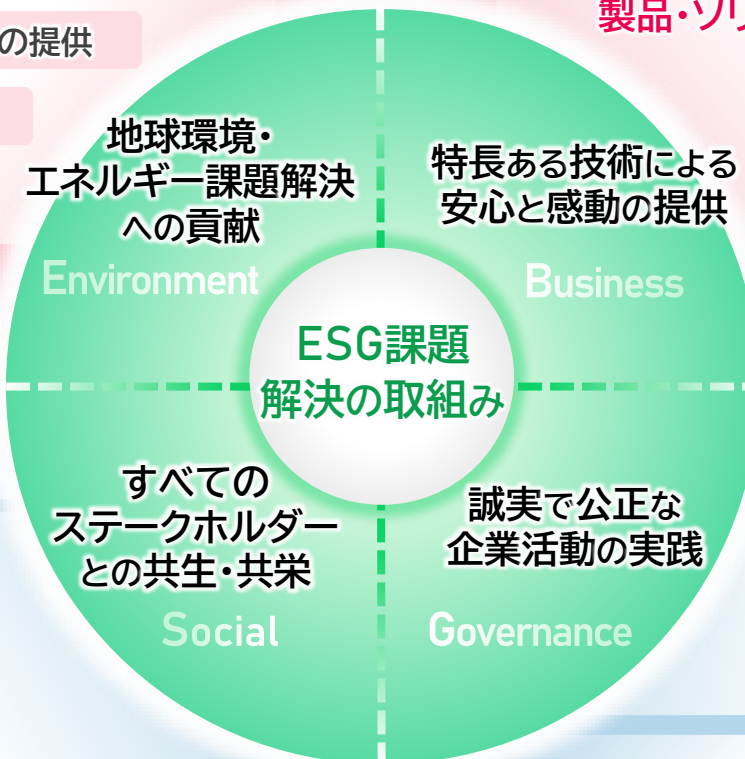 の提供
製品・ソリ
地球環境・
エネルギー課題解決
への貢献
Environment
特長ある技術による
安心と感動の提供
Business
ESG課題
解決の取組み
すべての
ステークホルダー
との共生・共栄
Social
誠実で公正な
企業活動の実践
Governance